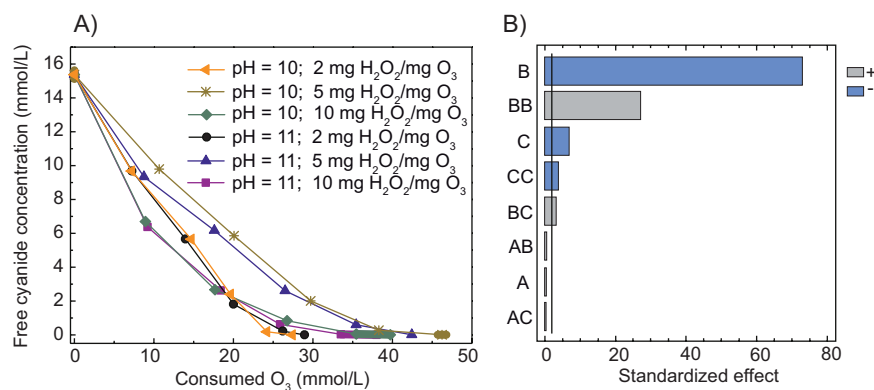 A)
Free cyanide concentration (mmol/L)
16
14
12
10
8
6
4
2
0
pH = 10; 2 mg H₂O₂/mg O₃
pH = 10; 5 mg H₂O₂/mg O₃
pH = 10; 10 mg H₂O₂/mg O₃
pH = 11; 2 mg H₂O₂/mg O₃
pH = 11; 5 mg H₂O₂/mg O₃
pH = 11; 10 mg H₂O₂/mg O₃
0 10 20 30 40 50
Consumed O₃ (mmol/L)
B)
B
BB
C
CC
BC
AB
A
AC
0 20 40 60 80
Standardized effect
+
-